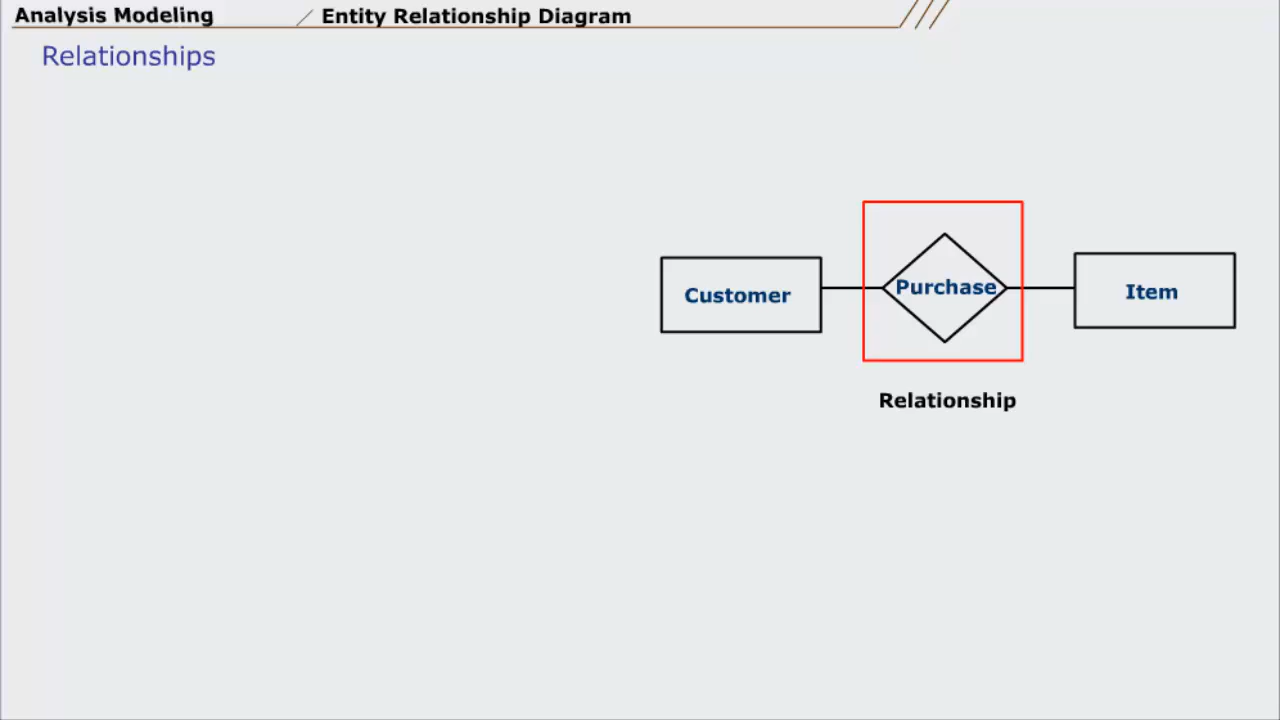 Analysis Modeling
Entity Relationship Diagram
Relationships
Customer
Purchase
Item
Relationship